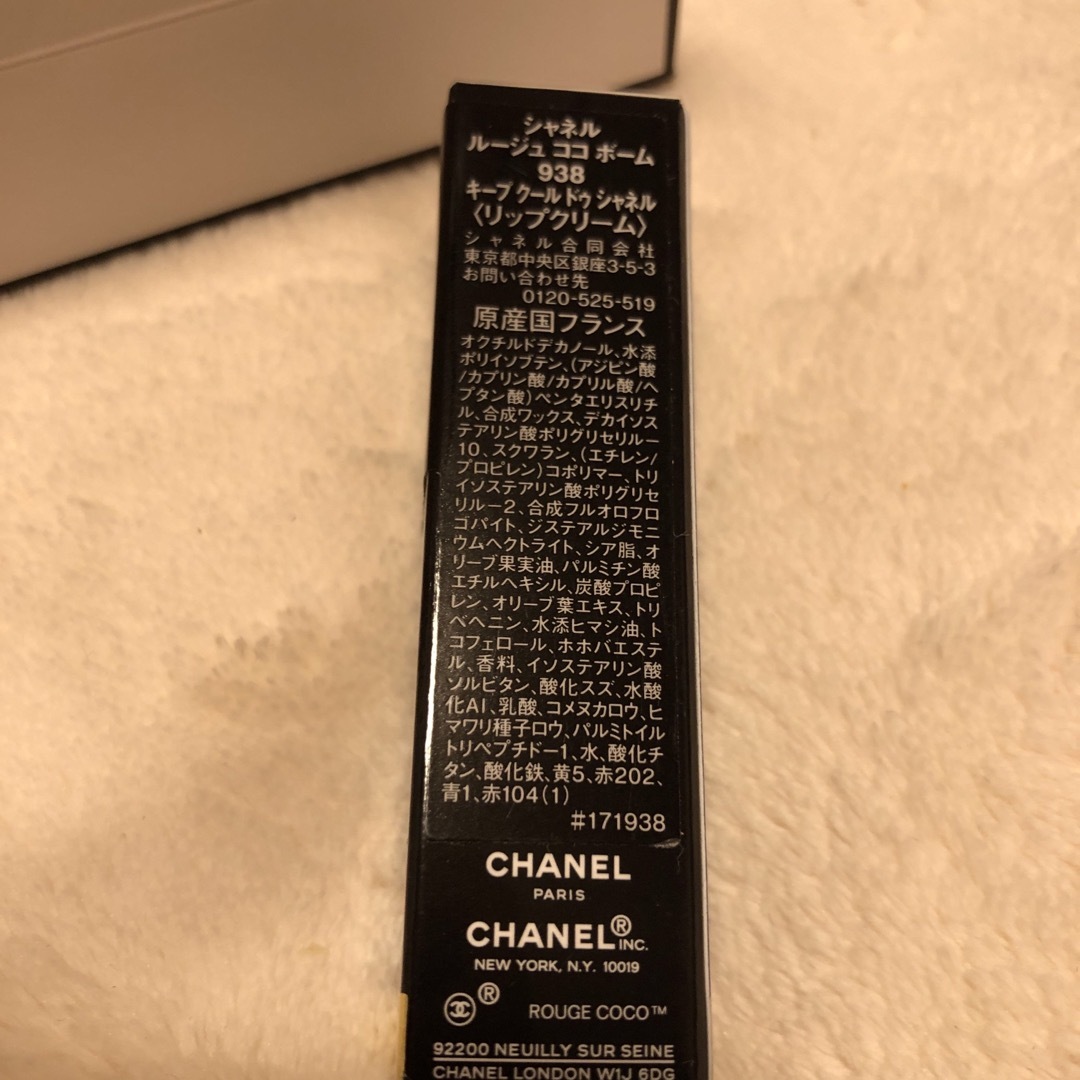 シャネル
ルージュ ココ ボーム
938
キープ クール ドゥ シャネル
〈リップクリーム〉
シャネル合同会社
東京都中央区銀座3-5-3
お問い合わせ先
0120-525-519
原産国フランス
オクチルドデカノール、水添
ポリイソブテン、(アジピン酸
/カプリン酸/カプリル酸/ヘ
プタン酸)ペンタエリスリチ
ル、合成ワックス、デカイソス
テアリン酸ポリグリセリル－
10、スクワラン、(エチレン/
プロピレン)コポリマー、トリ
イソステアリン酸ポリグリセ
リル－2、合成フルオロフロ
ゴパイト、ジステアルジモニ
ウムヘクトライト、シア脂、オ
リーブ果実油、パルミチン酸
エチルヘキシル、炭酸プロピ
レン、オリーブ葉エキス、トリ
ベヘニン、水添ヒマシ油、ト
コフェロール、ホホバエステ
ル、香料、イソステアリン酸
ソルビタン、酸化スズ、水酸
化AI、乳酸、コメヌカロウ、ヒ
マワリ種子ロウ、パルミトイル
トリペプチド－1、水、酸化チ
タン、酸化鉄、黄5、赤202、
青1、赤104(1)
#171938
CHANEL
PARIS
CHANEL® INC.
NEW YORK, N.Y. 10019
® ROUGE COCO™
92200 NEUILLY SUR SEINE
CHANEL LONDON W1J 6DG